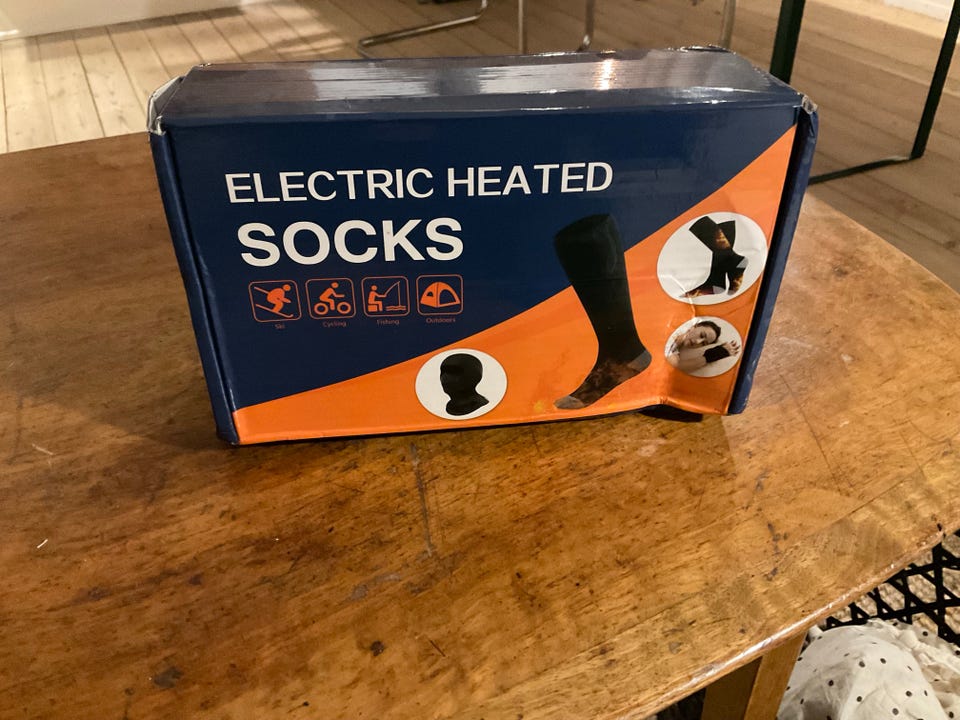 ELECTRIC HEATED
SOCKS
Ski Cycling Fishing Outdoors